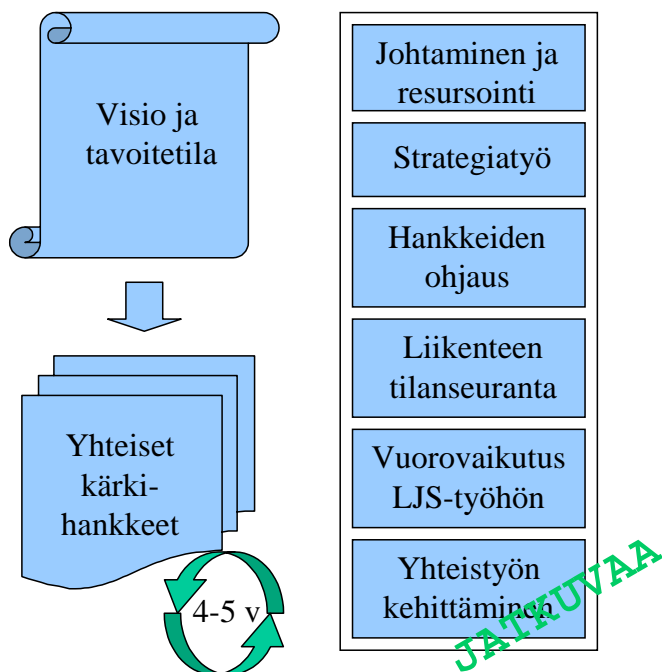 Visio ja
tavoitetila
Yhteiset
kärki-
hankkeet
4-5 v
Johtaminen ja
resursointi
Strategiatyö
Hankkeiden
ohjaus
Liikenteen
tilanseuranta
Vuorovaikutus
LJS-työhön
Yhteistyön
kehittäminen
JATKUVAA